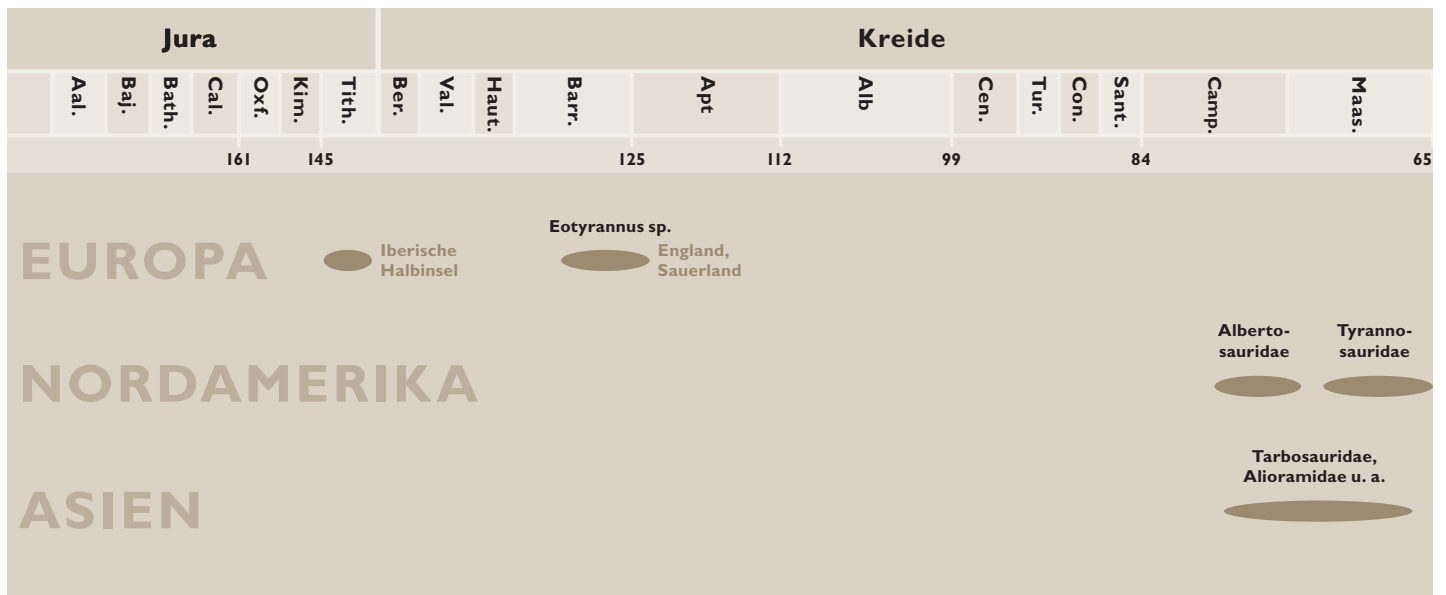 Jura
Kreide
Aal.
Baj.
Bath.
Cal.
Oxf.
Kim.
Tith.
Ber.
Val.
Haut.
Barr.
Apt
Alb
Cen.
Tur.
Con.
Sant.
Camp.
Maas.
161
145
125
112
99
84
65
EUROPA
Iberische
Halbinsel
Eotyrannus sp.
England,
Sauerland
NORDAMERIKA
Alberto-
sauridae
Tyranno-
sauridae
ASIEN
Tarbosauridae,
Alioramidae u. a.